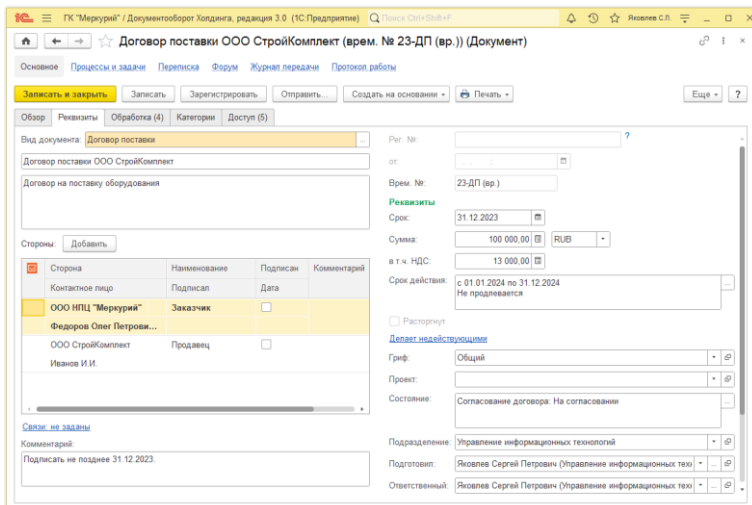 ГК "Меркурий" / Документооборот Холдинга, редакция 3.0 (1С:Предприятие)
Поиск Ctrl+Shift+F
Яковлев С.Л.
Договор поставки ООО СтройКомплект (врем. № 23-ДП (вр.)) (Документ)
Основное Процессы и задачи Переписка Форум Журнал передачи Протокол работы
Записать и закрыть Записать Зарегистрировать Отправить... Создать на основании Печать Еще ?
Обзор Реквизиты Обработка (4) Категории Доступ (5)
Вид документа: Договор поставки ...
Договор поставки ООО СтройКомплект
Договор на поставку оборудования
Стороны: Добавить
Сторона Наименование Подписан Комментарий
Контактное лицо Подписал Дата
ООО НПЦ "Меркурий" Заказчик
Федоров Олег Петрови...
ООО СтройКомплект Продавец
Иванов И.И.
Связи: не заданы
Комментарий:
Подписать не позднее 31.12.2023.
Рег. №: ?
от: . . :
Врем. №: 23-ДП (вр.)
Реквизиты
Срок: 31.12.2023
Сумма: 100 000,00 RUB
в т.ч. НДС: 13 000,00
Срок действия: с 01.01.2024 по 31.12.2024 ...
Не продлевается
Расторгнут
Делает недействующими
Гриф: Общий
Проект:
Состояние: Согласование договора: На согласовании ...
Подразделение: Управление информационных технологий
Подготовил: Яковлев Сергей Петрович (Управление информационных техн ...
Ответственный: Яковлев Сергей Петрович (Управление информационных техн ...